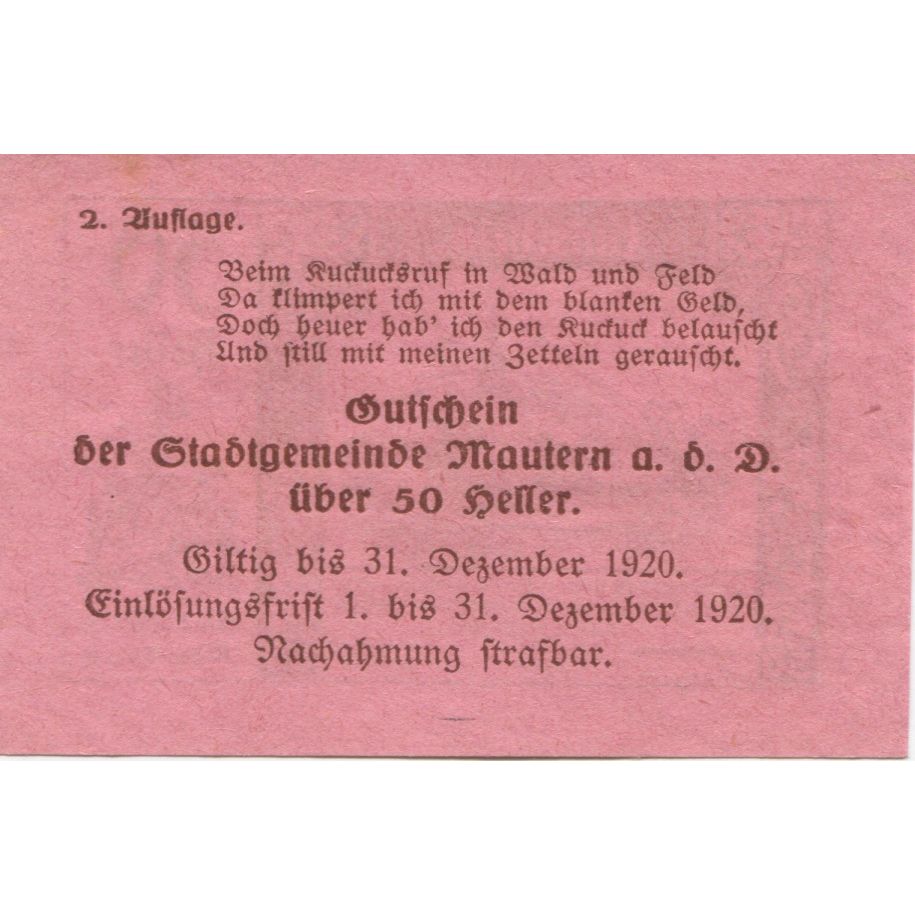 2. Auflage.
Beim Kuckucksruf in Wald und Feld
Da klimpert ich mit dem blanken Geld,
Doch heuer hab' ich den Kuckuck belauscht
Und still mit meinen Zetteln gerauscht.
Gutschein
der Stadtgemeinde Mautern a. d. D.
über 50 Heller.
Giltig bis 31. Dezember 1920.
Einlösungsfrist 1. bis 31. Dezember 1920.
Nachahmung strafbar.